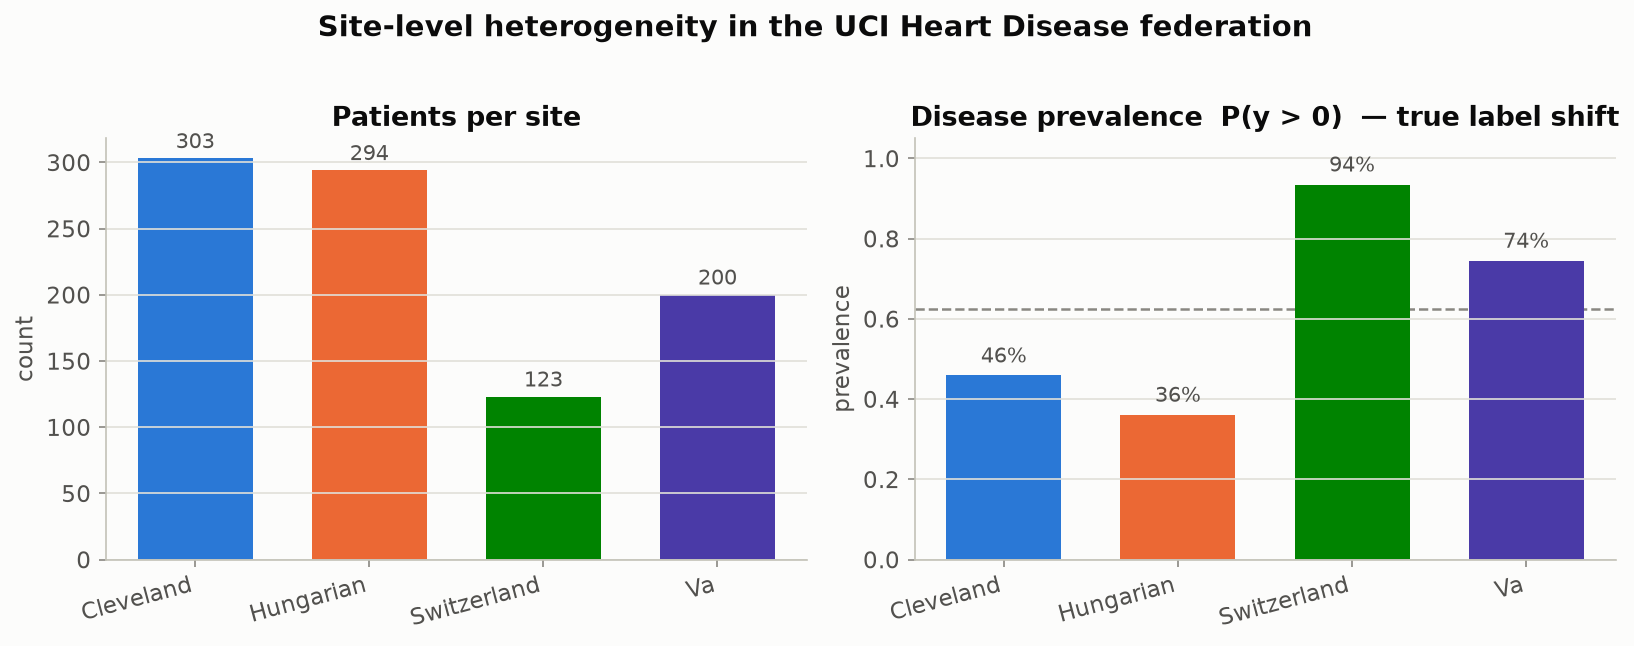 Site-level heterogeneity in the UCI Heart Disease federation
Patients per site
count
300
250
200
150
100
50
0
303
294
123
200
Cleveland
Hungarian
Switzerland
Va
Disease prevalence  P(y > 0)  — true label shift
prevalence
1.0
0.8
0.6
0.4
0.2
0.0
46%
36%
94%
74%
Cleveland
Hungarian
Switzerland
Va